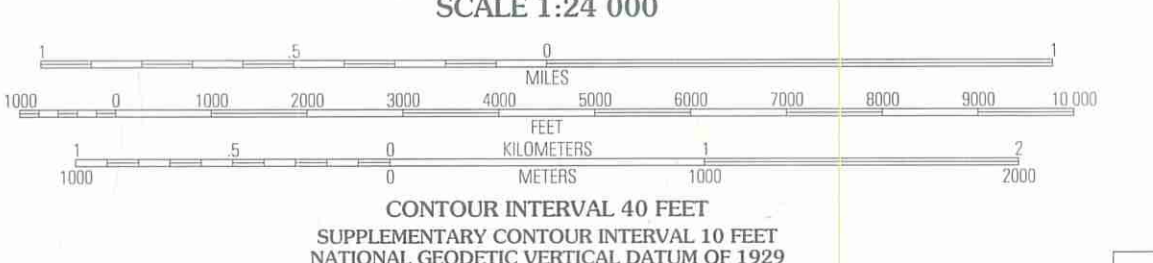 SCALE 1:24 000
1 .5 0 1
MILES
1000 0 1000 2000 3000 4000 5000 6000 7000 8000 9000 10 000
FEET
1 .5 0 KILOMETERS 1 2
1000 0 METERS 1000 2000
CONTOUR INTERVAL 40 FEET
SUPPLEMENTARY CONTOUR INTERVAL 10 FEET
NATIONAL GEODETIC VERTICAL DATUM OF 1929